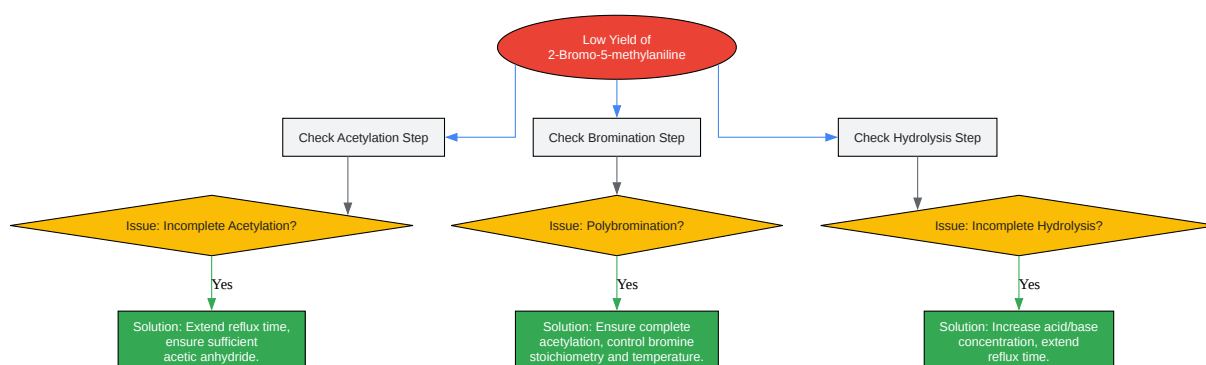 Low Yield of
2-Bromo-5-methylaniline
Check Acetylation Step
Check Bromination Step
Check Hydrolysis Step
Issue: Incomplete Acetylation?
Issue: Polybromination?
Issue: Incomplete Hydrolysis?
Yes
Yes
Yes
Solution: Extend reflux time,
ensure sufficient
acetic anhydride.
Solution: Ensure complete
acetylation, control bromine
stoichiometry and temperature.
Solution: Increase acid/base
concentration, extend
reflux time.